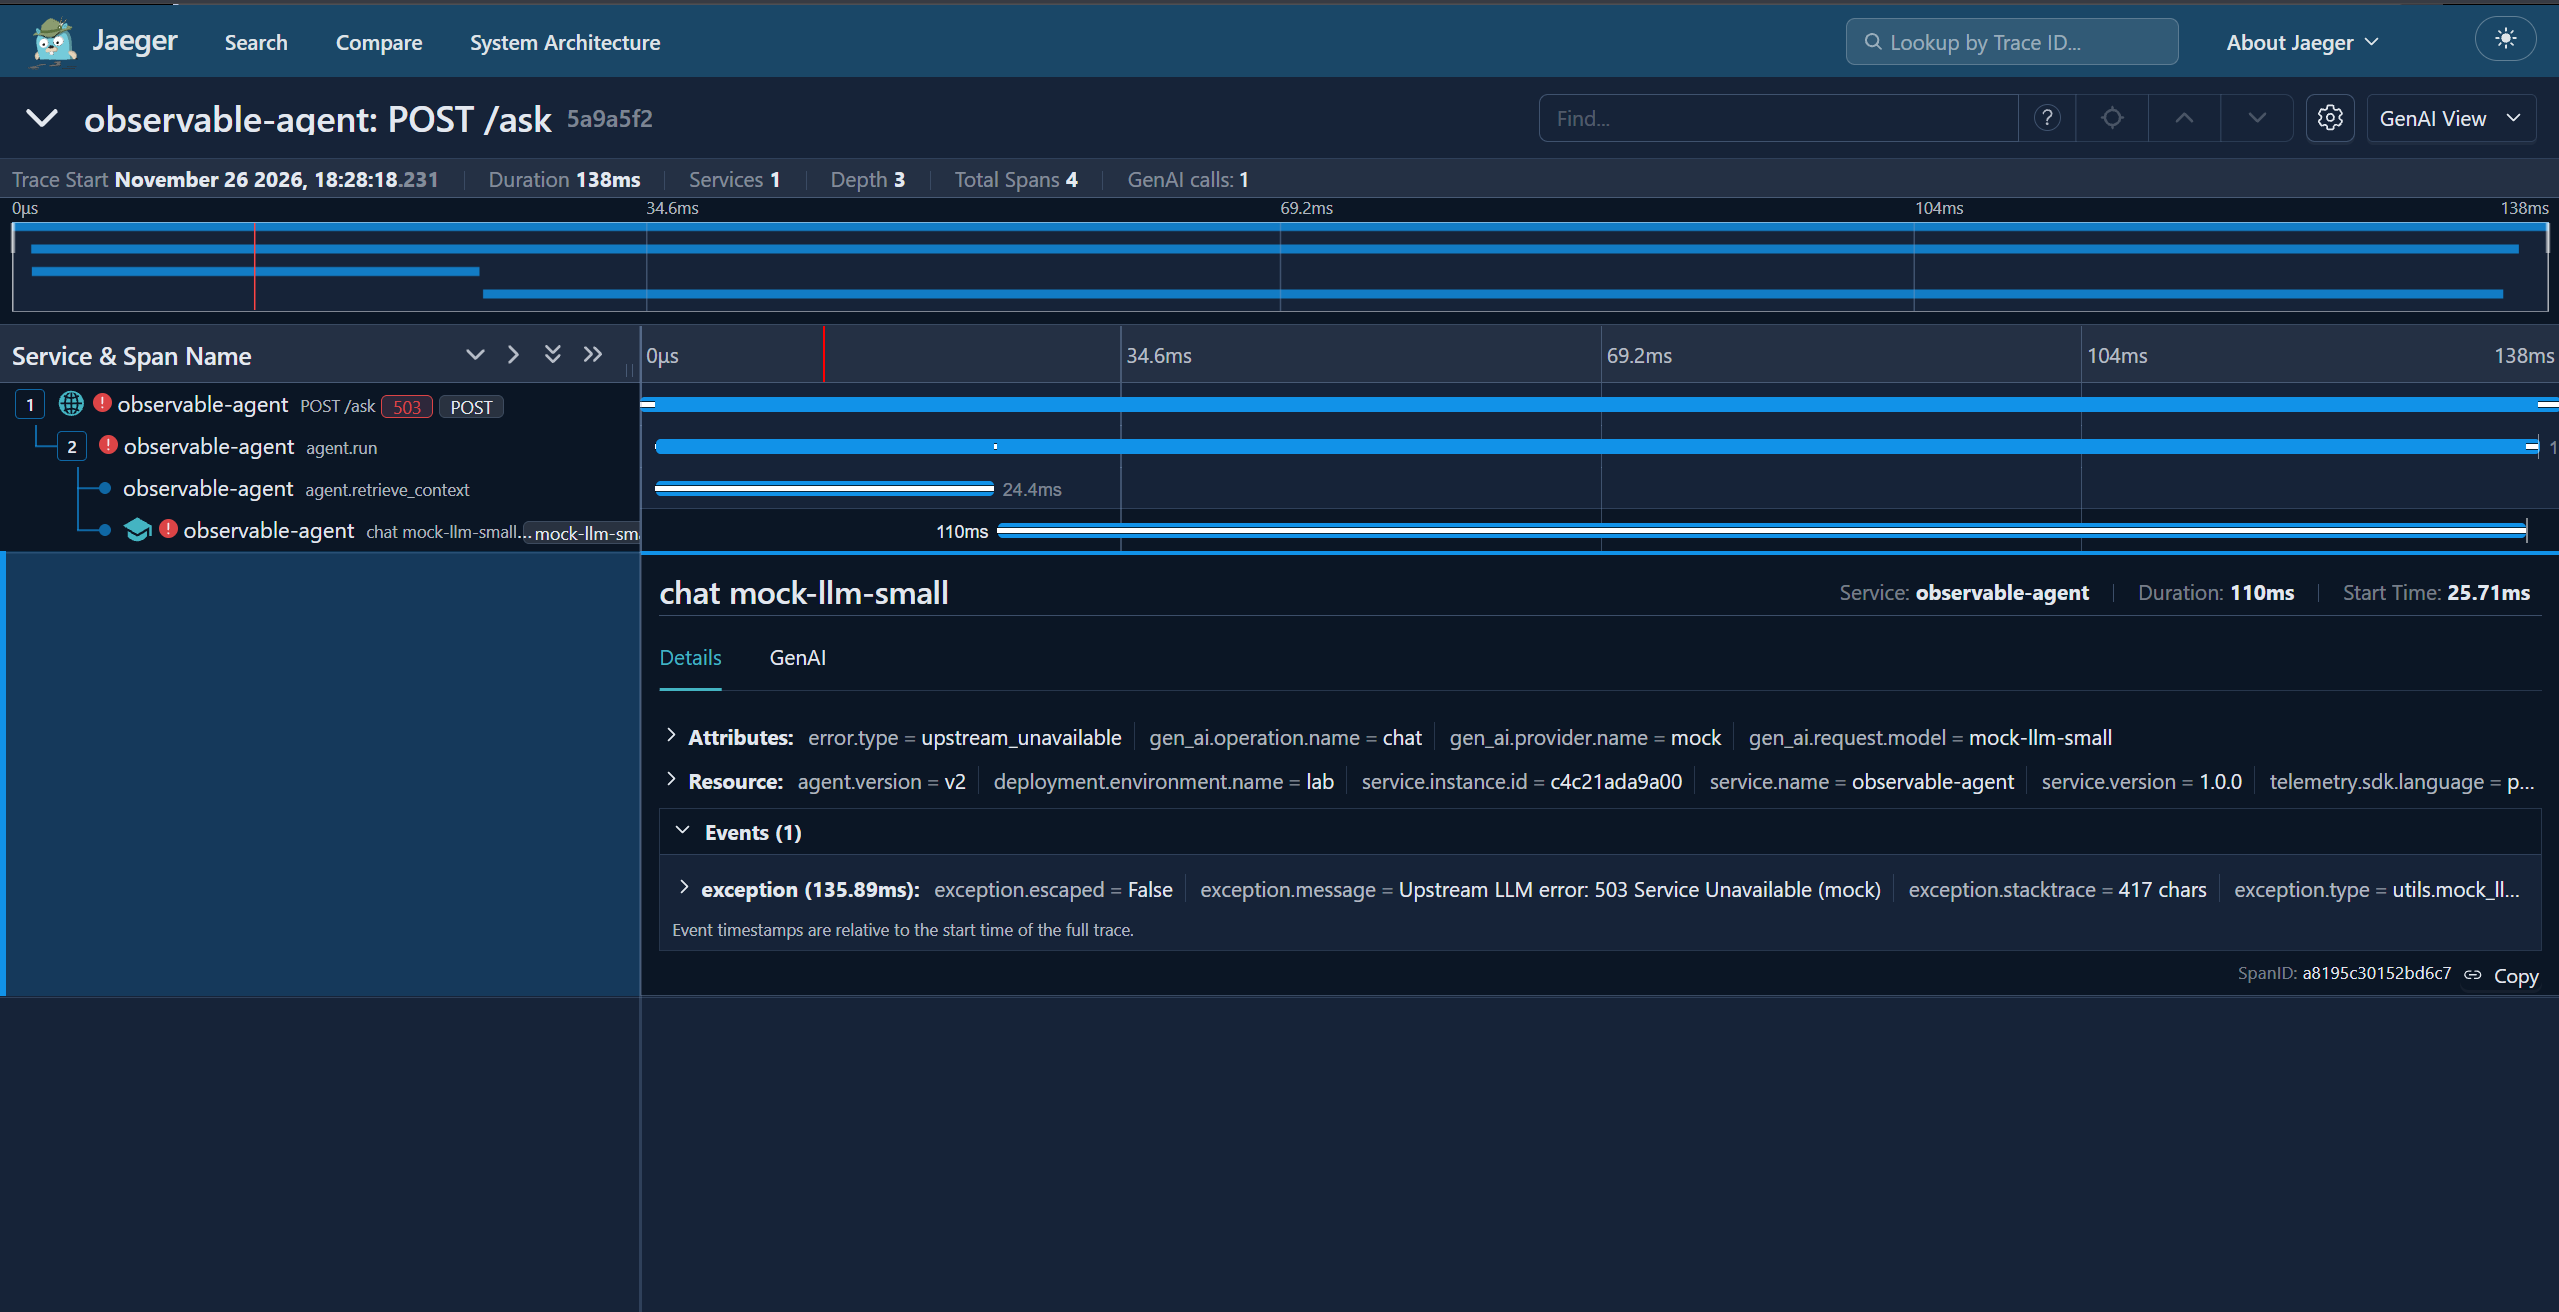 Jaeger Search Compare System Architecture Lookup by Trace ID... About Jaeger
observable-agent: POST /ask 5a9a5f2 Find... ? GenAI View
Trace Start November 26 2026, 18:28:18.231 Duration 138ms Services 1 Depth 3 Total Spans 4 GenAI calls: 1
0μs 34.6ms 69.2ms 104ms 138ms
Service & Span Name 0μs 34.6ms 69.2ms 104ms 138ms
1 observable-agent POST /ask 503 POST
2 observable-agent agent.run 1
observable-agent agent.retrieve_context 24.4ms
observable-agent chat mock-llm-small... mock-llm-sm 110ms
chat mock-llm-small Service: observable-agent Duration: 110ms Start Time: 25.71ms
Details GenAI
Attributes: error.type = upstream_unavailable gen_ai.operation.name = chat gen_ai.provider.name = mock gen_ai.request.model = mock-llm-small
Resource: agent.version = v2 deployment.environment.name = lab service.instance.id = c4c21ada9a00 service.name = observable-agent service.version = 1.0.0 telemetry.sdk.language = p...
Events (1)
exception (135.89ms): exception.escaped = False exception.message = Upstream LLM error: 503 Service Unavailable (mock) exception.stacktrace = 417 chars exception.type = utils.mock_ll...
Event timestamps are relative to the start time of the full trace.
SpanID: a8195c30152bd6c7 Copy